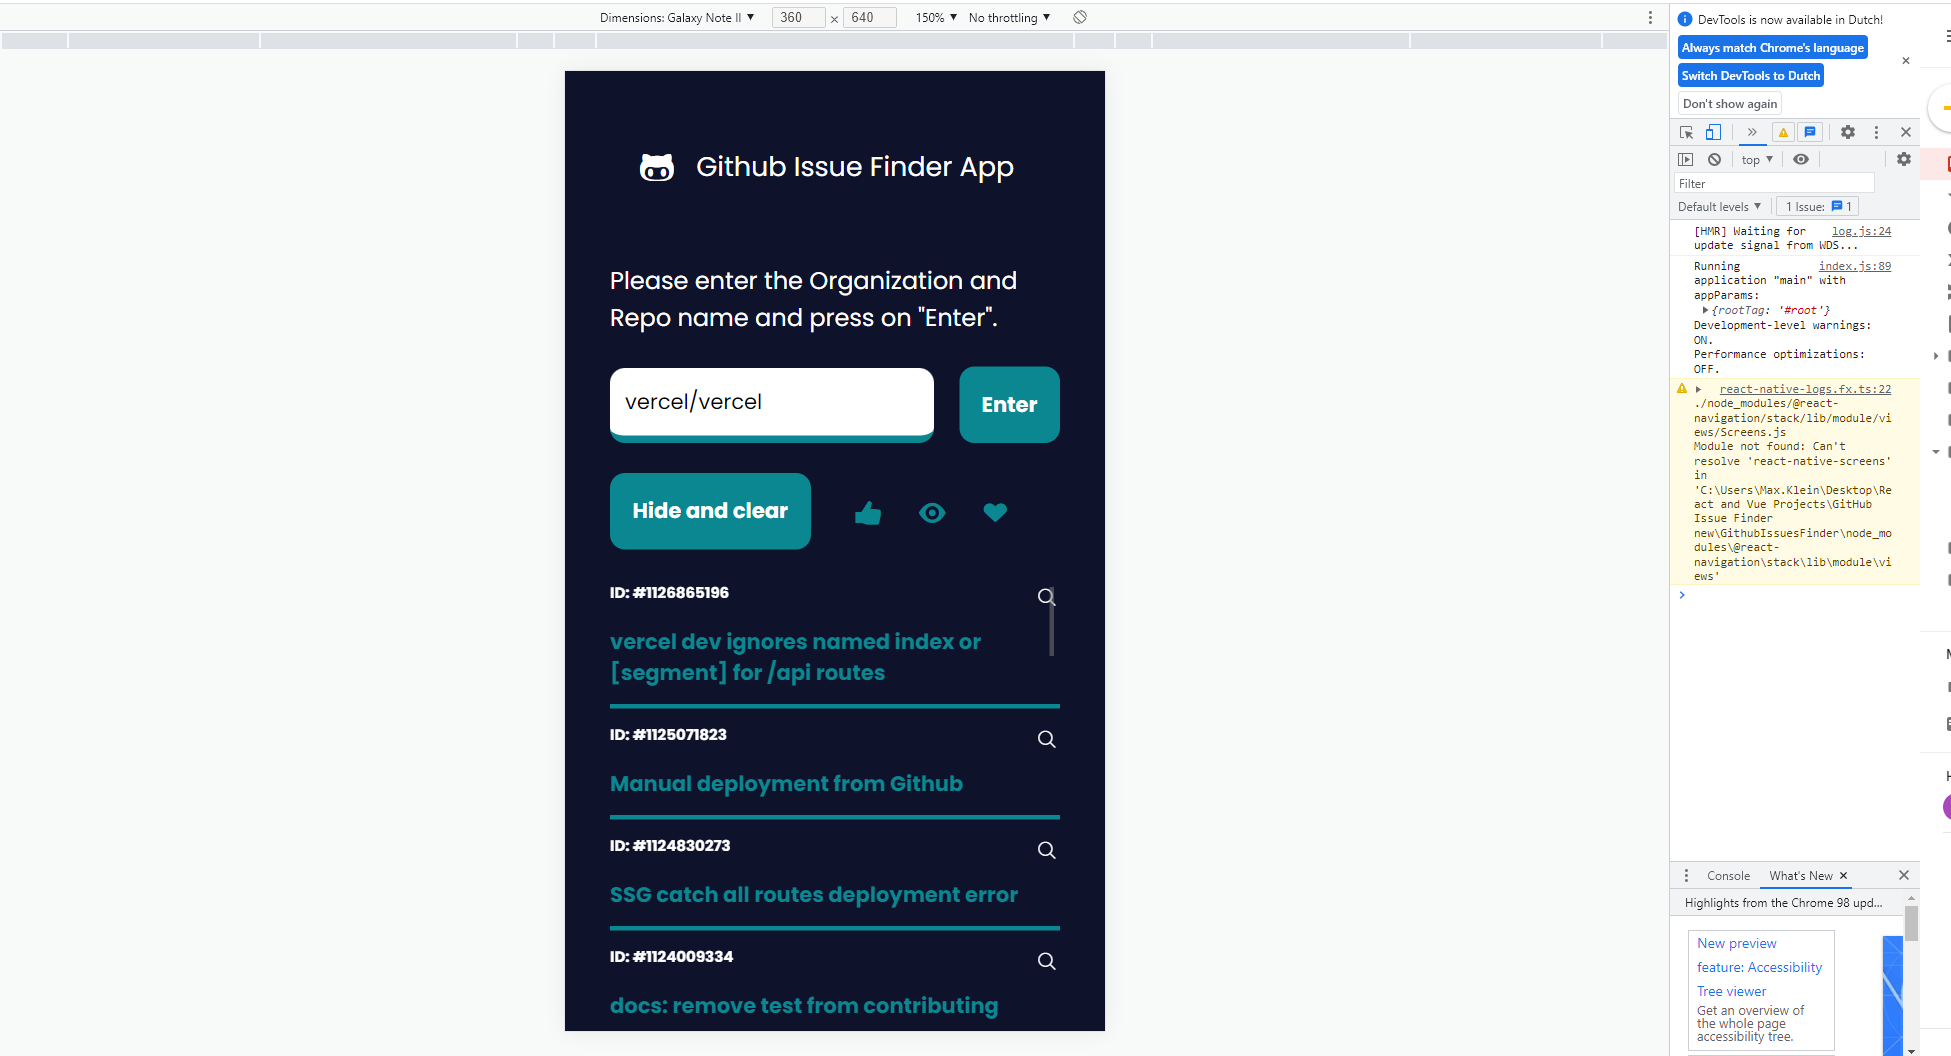 Dimensions: Galaxy Note II ▼ 360 × 640 150% ▼ No throttling ▼
Github Issue Finder App
Please enter the Organization and
Repo name and press on "Enter".
vercel/vercel
Enter
Hide and clear
ID: #1126865196
vercel dev ignores named index or
[segment] for /api routes
ID: #1125071823
Manual deployment from Github
ID: #1124830273
SSG catch all routes deployment error
ID: #1124009334
docs: remove test from contributing
DevTools is now available in Dutch!
Always match Chrome's language
Switch DevTools to Dutch
Don't show again
top ▼
Filter
Default levels ▼ 1 Issue: 1
[HMR] Waiting for log.js:24
update signal from WDS...
Running index.js:89
application "main" with
appParams:
{rootTag: '#root'}
Development-level warnings:
ON.
Performance optimizations:
OFF.
react-native-logs.fx.ts:22
./node_modules/@react-
navigation/stack/lib/module/vi
ews/Screens.js
Module not found: Can't
resolve 'react-native-screens'
in
'C:\Users\Max.Klein\Desktop\Re
act and Vue Projects\GitHub
Issue Finder
new\GithubIssuesFinder\node_mo
dules\@react-
navigation\stack\lib\module\vi
ews'
Console What's New
Highlights from the Chrome 98 upd...
New preview
feature: Accessibility
Tree viewer
Get an overview of
the whole page
accessibility tree.